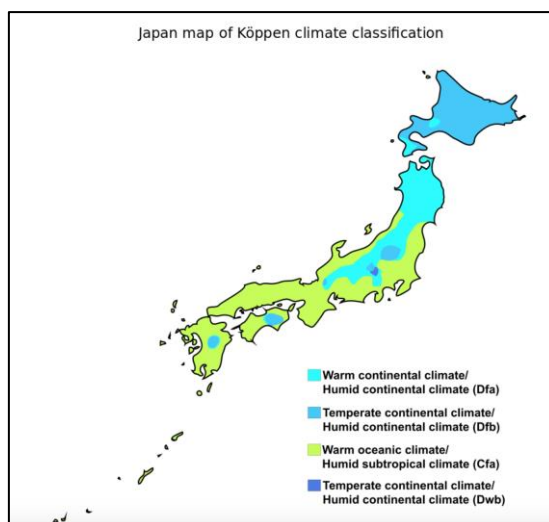 Japan map of Köppen climate classification
Warm continental climate/
Humid continental climate (Dfa)
Temperate continental climate/
Humid continental climate (Dfb)
Warm oceanic climate/
Humid subtropical climate (Cfa)
Temperate continental climate/
Humid continental climate (Dwb)